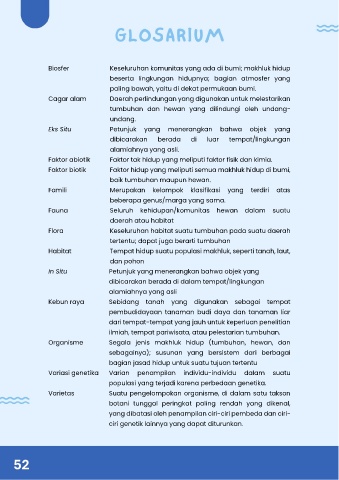 GLOSARIUM
Biosfer Keseluruhan komunitas yang ada di bumi; makhluk hidup
beserta lingkungan hidupnya; bagian atmosfer yang
paling bawah, yaitu di dekat permukaan bumi.
Cagar alam Daerah perlindungan yang digunakan untuk melestarikan
tumbuhan dan hewan yang dilindungi oleh undang-
undang.
Eks Situ Petunjuk yang menerangkan bahwa objek yang
dibicarakan berada di luar tempat/lingkungan
alamiahnya yang asli.
Faktor abiotik Faktor tak hidup yang meliputi faktor fisik dan kimia.
Faktor biotik Faktor hidup yang meliputi semua makhluk hidup di bumi,
baik tumbuhan maupun hewan.
Famili Merupakan kelompok klasifikasi yang terdiri atas
beberapa genus/marga yang sama.
Fauna Seluruh kehidupan/komunitas hewan dalam suatu
daerah atau habitat
Flora Keseluruhan habitat suatu tumbuhan pada suatu daerah
tertentu; dapat juga berarti tumbuhan
Habitat Tempat hidup suatu populasi makhluk, seperti tanah, laut,
dan pohon
In Situ Petunjuk yang menerangkan bahwa objek yang
dibicarakan berada di dalam tempat/lingkungan
alamiahnya yang asli
Kebun raya Sebidang tanah yang digunakan sebagai tempat
pembudidayaan tanaman budi daya dan tanaman liar
dari tempat-tempat yang jauh untuk keperluan penelitian
ilmiah, tempat pariwisata, atau pelestarian tumbuhan.
Organisme Segala jenis makhluk hidup (tumbuhan, hewan, dan
sebagainya); susunan yang bersistem dari berbagai
bagian jasad hidup untuk suatu tujuan tertentu
Variasi genetika Varian penampilan individu-individu dalam suatu
populasi yang terjadi karena perbedaan genetika.
Varietas Suatu pengelompokan organisme, di dalam satu takson
botani tunggal peringkat paling rendah yang dikenal,
yang dibatasi oleh penampilan ciri-ciri pembeda dan ciri-
ciri genetik lainnya yang dapat diturunkan.
52